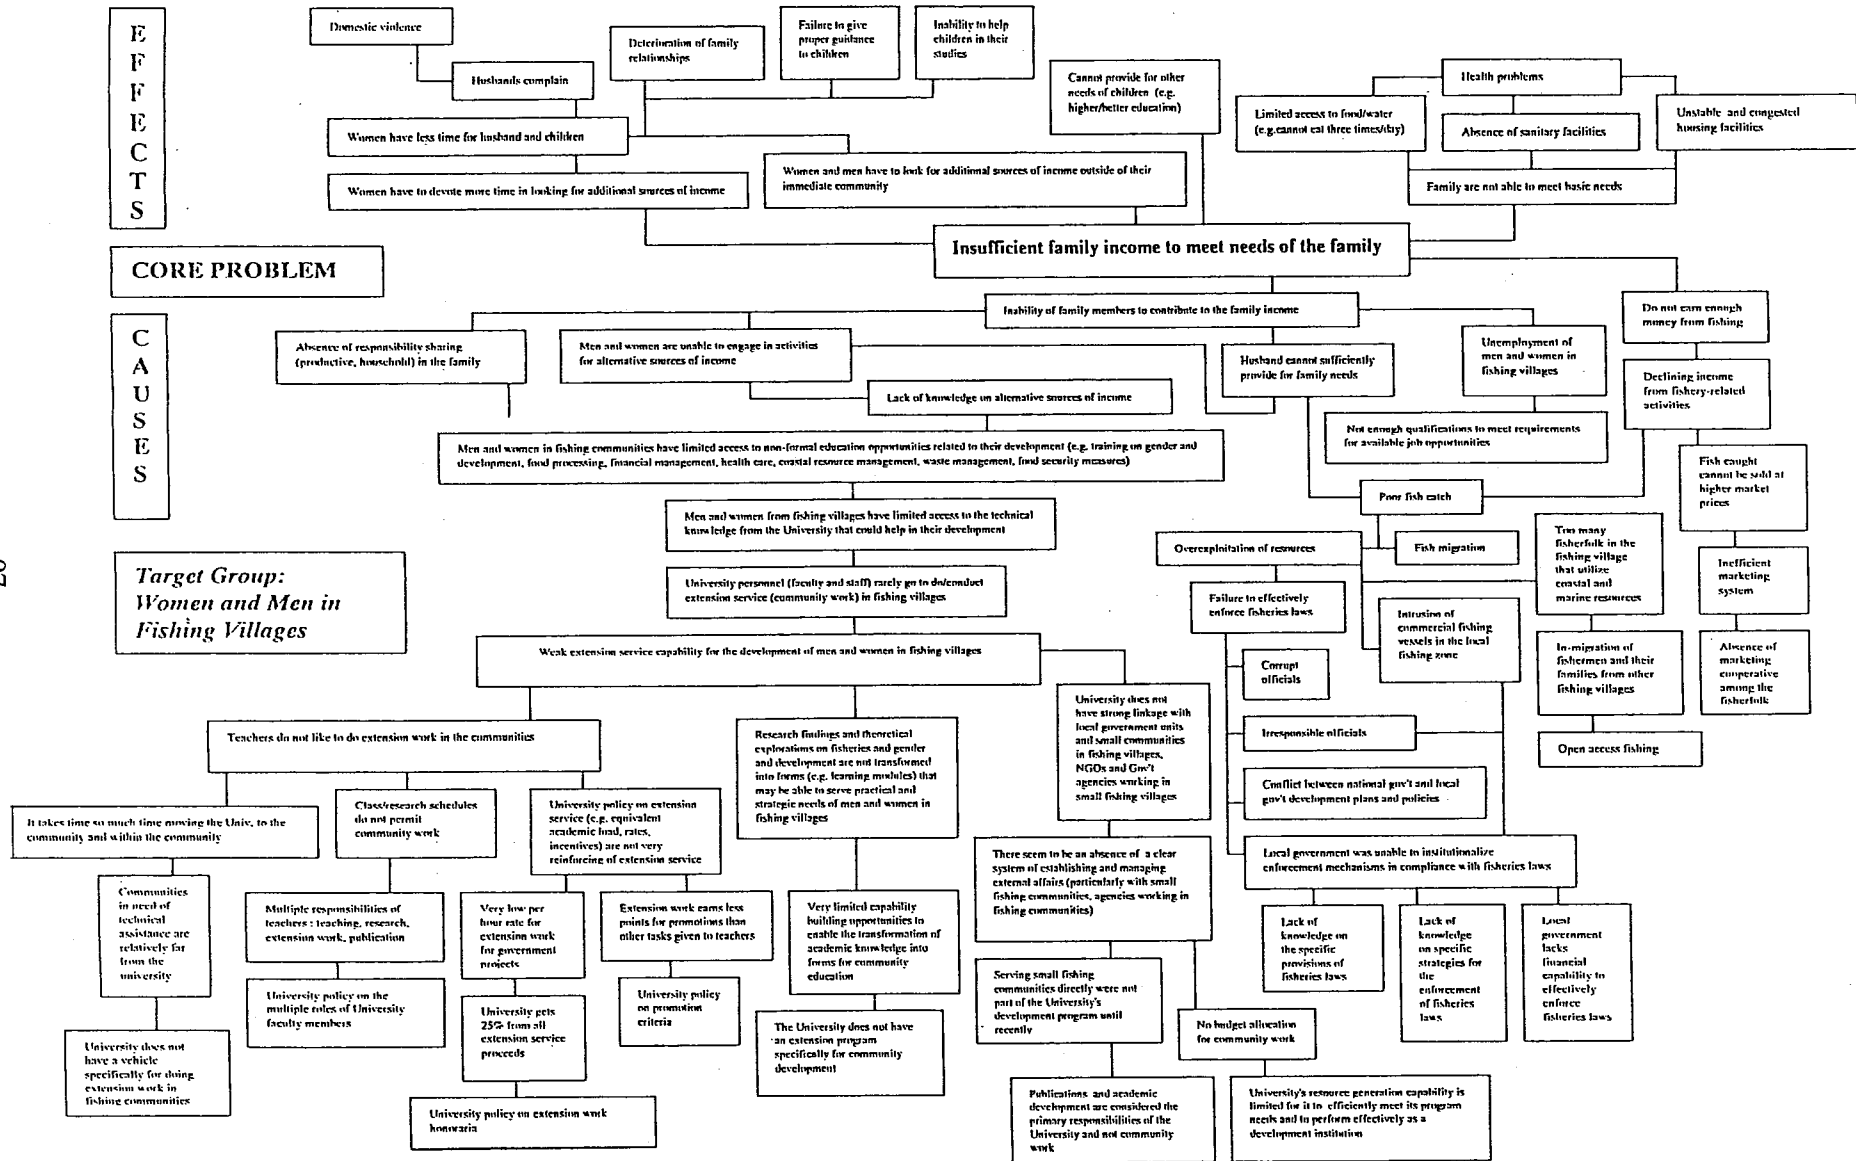 E
F
F
E
C
T
S
Domestic violence
Husbands complain
Deterioration of family
relationships
Failure to give
proper guidance
to children
Inability to help
children in their
studies
Cannot provide for other
needs of children (e.g.
higher/better education)
Health problems
Limited access to food/water
(e.g.cannot eat three times/day)
Absence of sanitary facilities
Unstable and congested
housing facilities
Women have less time for husband and children
Women and men have to look for additional sources of income outside of their
immediate community
Women have to devote more time in looking for additional sources of income
Family are not able to meet basic needs
CORE PROBLEM
Insufficient family income to meet needs of the family
C
A
U
S
E
S
Inability of family members to contribute to the family income
Do not earn enough
money from fishing
Absence of responsibility sharing
(productive, household) in the family
Men and women are unable to engage in activities
for alternative sources of income
Husband cannot sufficiently
provide for family needs
Unemployment of
men and women in
fishing villages
Declining income
from fishery-related
activities
Lack of knowledge on alternative sources of income
Not enough qualifications to meet requirements
for available job opportunities
Men and women in fishing communities have limited access to non-formal education opportunities related to their development (e.g. training on gender and
development, food processing, financial management, health care, coastal resource management, waste management, food security measures)
Fish caught
cannot be sold at
higher market
prices
Poor fish catch
Men and women from fishing villages have limited access to the technical
knowledge from the University that could help in their development
Overexploitation of resources
Fish migration
Too many
fisherfolk in the
fishing village
that utilize
coastal and
marine resources
Inefficient
marketing
system
Target Group:
Women and Men in
Fishing Villages
University personnel (faculty and staff) rarely go to do/conduct
extension service (community work) in fishing villages
Failure to effectively
enforce fisheries laws
Intrusion of
commercial fishing
vessels in the local
fishing zone
Weak extension service capability for the development of men and women in fishing villages
Corrupt
officials
In-migration of
fishermen and their
families from other
fishing villages
Absence of
marketing
cooperative
among the
fisherfolk
Teachers do not like to do extension work in the communities
Research findings and theoretical
explorations on fisheries and gender
and development are not transformed
into forms (e.g. learning modules) that
may be able to serve practical and
strategic needs of men and women in
fishing villages
University does not
have strong linkage with
local government units
and small communities
in fishing villages,
NGOs and Gov't
agencies working in
small fishing villages
Irresponsible officials
Open access fishing
Conflict between national gov't and local
gov't development plans and policies
It takes time so much time moving the Univ. to the
community and within the community
Class/research schedules
do not permit
community work
University policy on extension
service (e.g. equivalent
academic load, rates,
incentives) are not very
reinforcing of extension service
There seem to be an absence of a clear
system of establishing and managing
external affairs (particularly with small
fishing communities, agencies working in
fishing communities)
Local government was unable to institutionalize
enforcement mechanisms in compliance with fisheries laws
Communities
in need of
technical
assistance are
relatively far
from the
university
Multiple responsibilities of
teachers : teaching, research,
extension work, publication
Very low per
hour rate for
extension work
for government
projects
Extension work earns less
points for promotions than
other tasks given to teachers
Very limited capability
building opportunities to
enable the transformation of
academic knowledge into
forms for community
education
Lack of
knowledge on
the specific
provisions of
fisheries laws
Lack of
knowledge
on specific
strategies for
the
enforcement
of fisheries
laws
Local
government
lacks
financial
capability to
effectively
enforce
fisheries laws
Serving small fishing
communities directly were not
part of the University's
development program until
recently
University policy on the
multiple roles of University
faculty members
University gets
25% from all
extension service
proceeds
University policy
on promotion
criteria
The University does not have
an extension program
specifically for community
development
No budget allocation
for community work
University does not
have a vehicle
specifically for doing
extension work in
fishing communities
University policy on extension work
honoraria
Publications and academic
development are considered the
primary responsibilities of the
University and not community
work
University's resource generation capability is
limited for it to efficiently meet its program
needs and to perform effectively as a
development institution